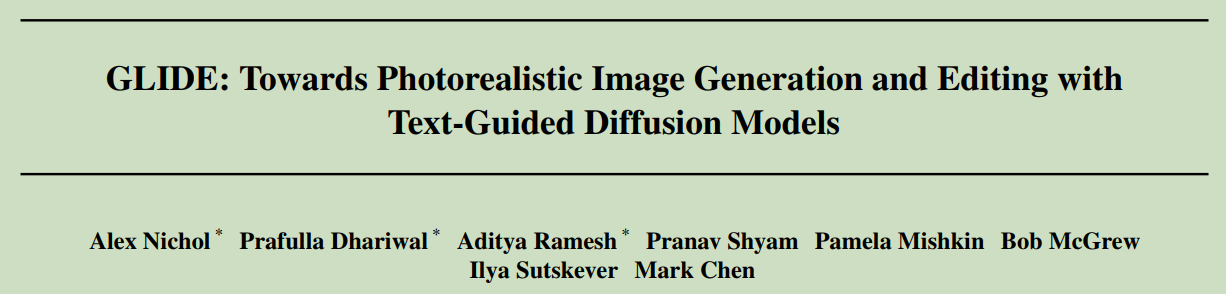 GLIDE: Towards Photorealistic Image Generation and Editing with
Text-Guided Diffusion Models
Alex Nichol * Prafulla Dhariwal * Aditya Ramesh * Pranav Shyam Pamela Mishkin Bob McGrew
Ilya Sutskever Mark Chen